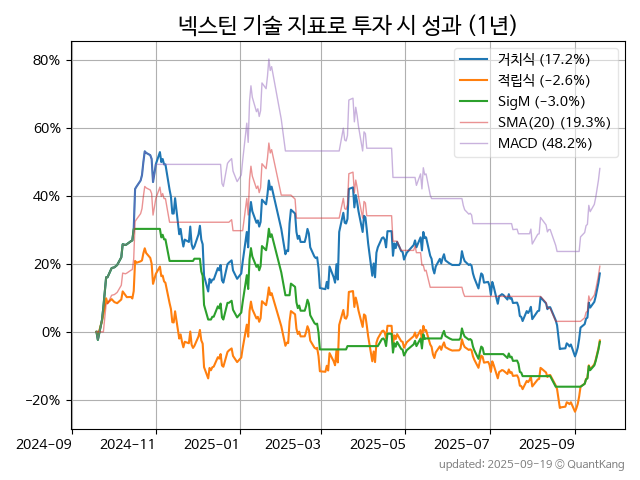 넥스틴 기술 지표로 투자 시 성과 (1년)
거치식 (17.2%)
적립식 (−2.6%)
SigM (−3.0%)
SMA(20) (19.3%)
MACD (48.2%)
80%
60%
40%
20%
0%
−20%
2024-09 2024-11 2025-01 2025-03 2025-05 2025-07 2025-09
updated: 2025-09-19 © QuantKang